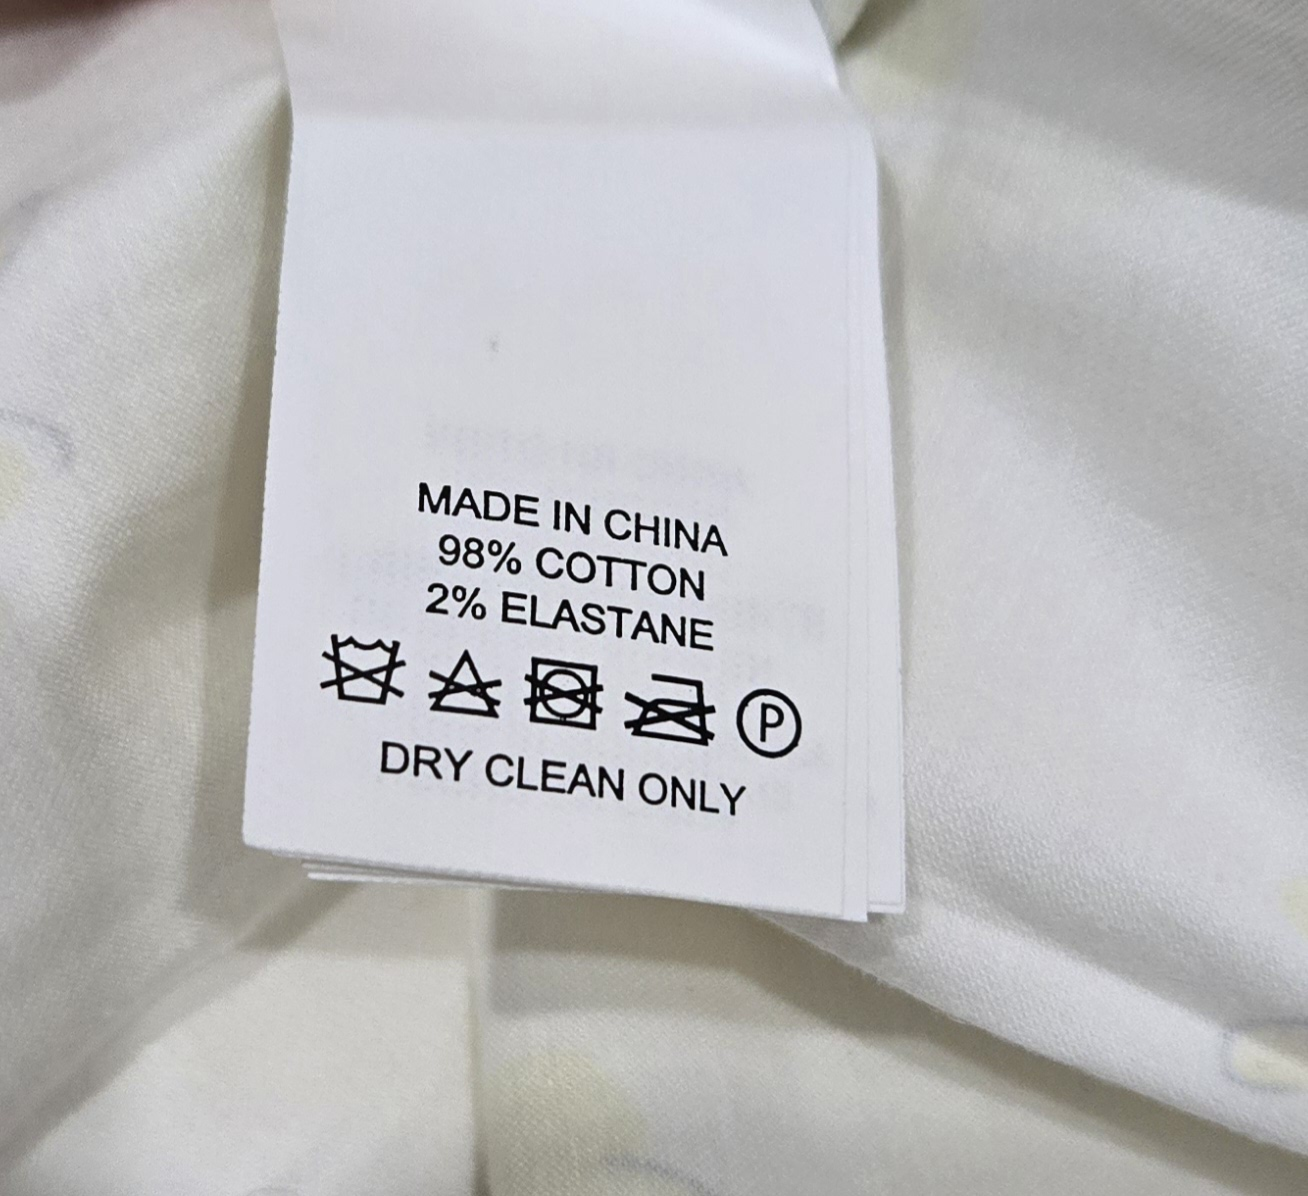 MADE IN CHINA
98% COTTON
2% ELASTANE
P
DRY CLEAN ONLY